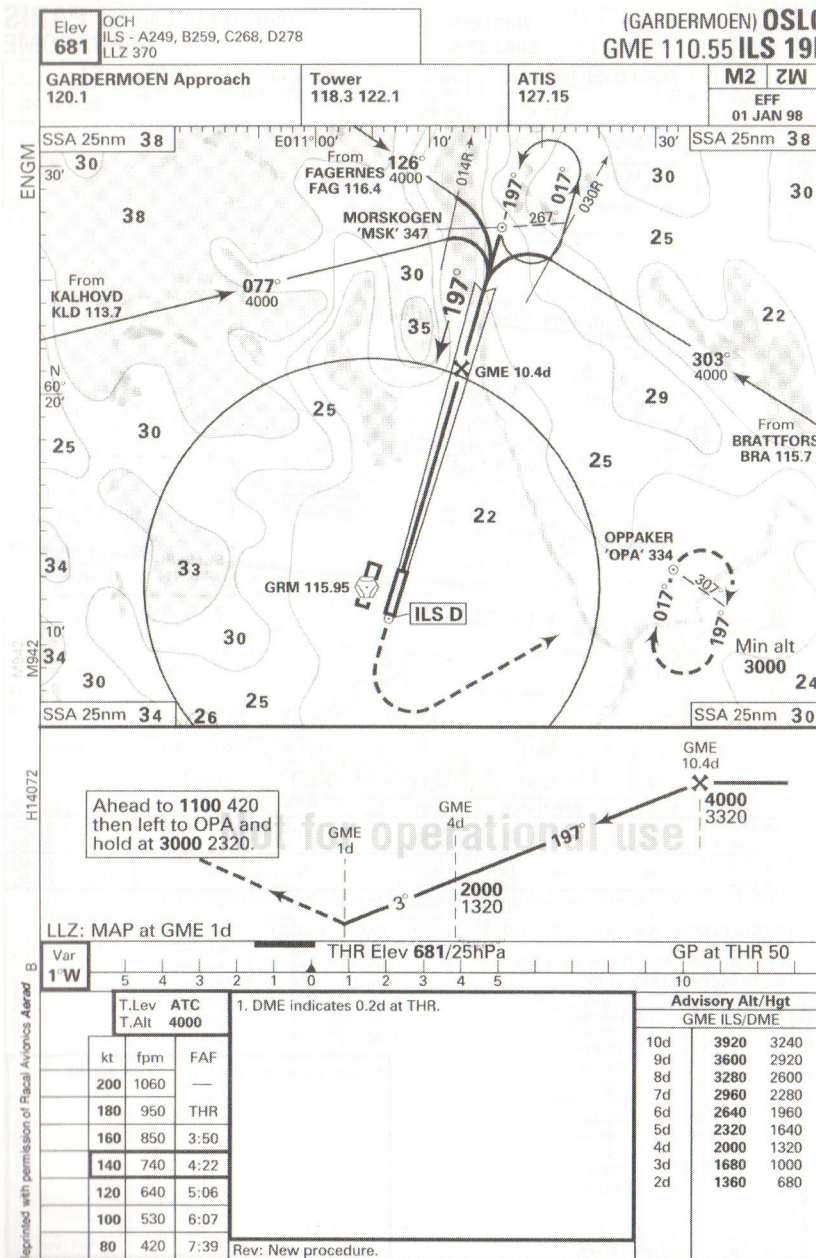 Elev
681
OCH
ILS - A249, B259, C268, D278
LLZ 370
(GARDERMOEN) OSLO
GME 110.55 ILS 19
GARDERMOEN Approach
120.1
Tower
118.3 122.1
ATIS
127.15
M2
M2
EFF
01 JAN 98
ENGM
SSA 25nm 38
E011°00'
10'
30'
SSA 25nm 38
30'
30
38
From
FAGERNES
FAG 116.4
126°
4000
014R
197°
017°
267°
030R
30
30
25
MORSKOGEN
'MSK' 347
From
KALHOVD
KLD 113.7
077°
4000
30
35
197°
22
303°
4000
From
BRATTFORS
BRA 115.7
N
60°
20'
GME 10.4d
29
25
30
25
25
22
OPPAKER
'OPA' 334
34
33
GRM 115.95
ILS D
017°
307°
197°
Min alt
3000
10'
30
34
30
25
24
M942
SSA 25nm 34
26
SSA 25nm 30
H14072
Ahead to 1100 420
then left to OPA and
hold at 3000 2320.
Not for operational use
GME
1d
GME
4d
GME
10.4d
4000
3320
197°
2000
1320
3°
LLZ: MAP at GME 1d
Var
1°W
THR Elev 681/25hPa
GP at THR 50
5 4 3 2 1 0 1 2 3 4 5 10
B
Reprinted with permission of Racal Avionics Aerad
T.Lev ATC
T.Alt 4000
kt fpm FAF
200 1060 —
180 950 THR
160 850 3:50
140 740 4:22
120 640 5:06
100 530 6:07
80 420 7:39
1. DME indicates 0.2d at THR.
Rev: New procedure.
Advisory Alt/Hgt
GME ILS/DME
10d 3920 3240
9d 3600 2920
8d 3280 2600
7d 2960 2280
6d 2640 1960
5d 2320 1640
4d 2000 1320
3d 1680 1000
2d 1360 680